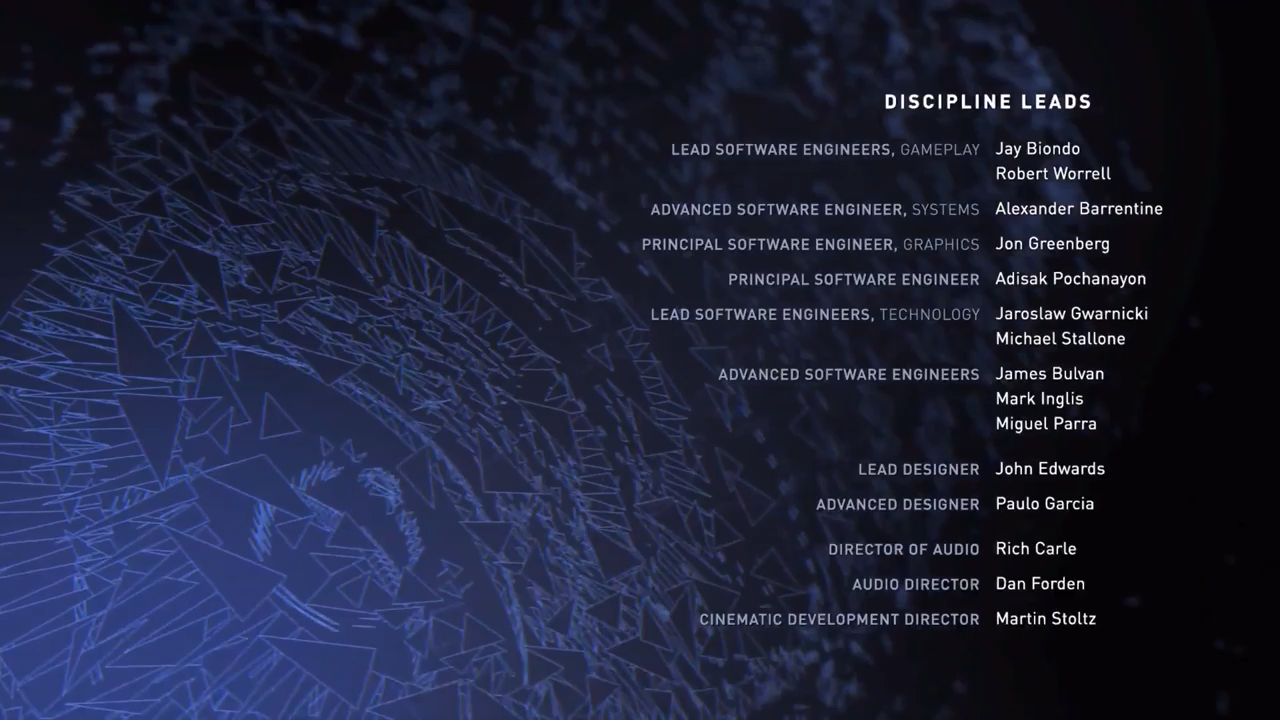 DISCIPLINE LEADS
LEAD SOFTWARE ENGINEERS, GAMEPLAY Jay Biondo
Robert Worrell
ADVANCED SOFTWARE ENGINEER, SYSTEMS Alexander Barrentine
PRINCIPAL SOFTWARE ENGINEER, GRAPHICS Jon Greenberg
PRINCIPAL SOFTWARE ENGINEER Adisak Pochanayon
LEAD SOFTWARE ENGINEERS, TECHNOLOGY Jaroslaw Gwarnicki
Michael Stallone
ADVANCED SOFTWARE ENGINEERS James Bulvan
Mark Inglis
Miguel Parra
LEAD DESIGNER John Edwards
ADVANCED DESIGNER Paulo Garcia
DIRECTOR OF AUDIO Rich Carle
AUDIO DIRECTOR Dan Forden
CINEMATIC DEVELOPMENT DIRECTOR Martin Stoltz